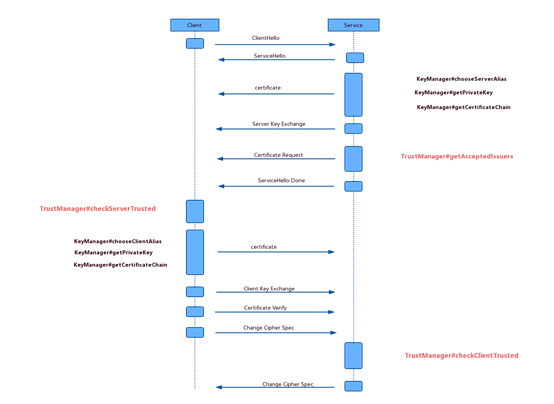 Client
Service
ClientHello
ServiceHello
certificate
KeyManager#chooseServerAlias
KeyManager#getPrivateKey
KeyManager#getCertificateChain
Server Key Exchange
Certificate Request
TrustManager#getAcceptedIssuers
ServiceHello Done
TrustManager#checkServerTrusted
KeyManager#chooseClientAlias
KeyManager#getPrivateKey
KeyManager#getCertificateChain
certificate
Client Key Exchange
Certificate Verify
Change Cipher Spec
TrustManager#checkClientTrusted
Change Cipher Spec